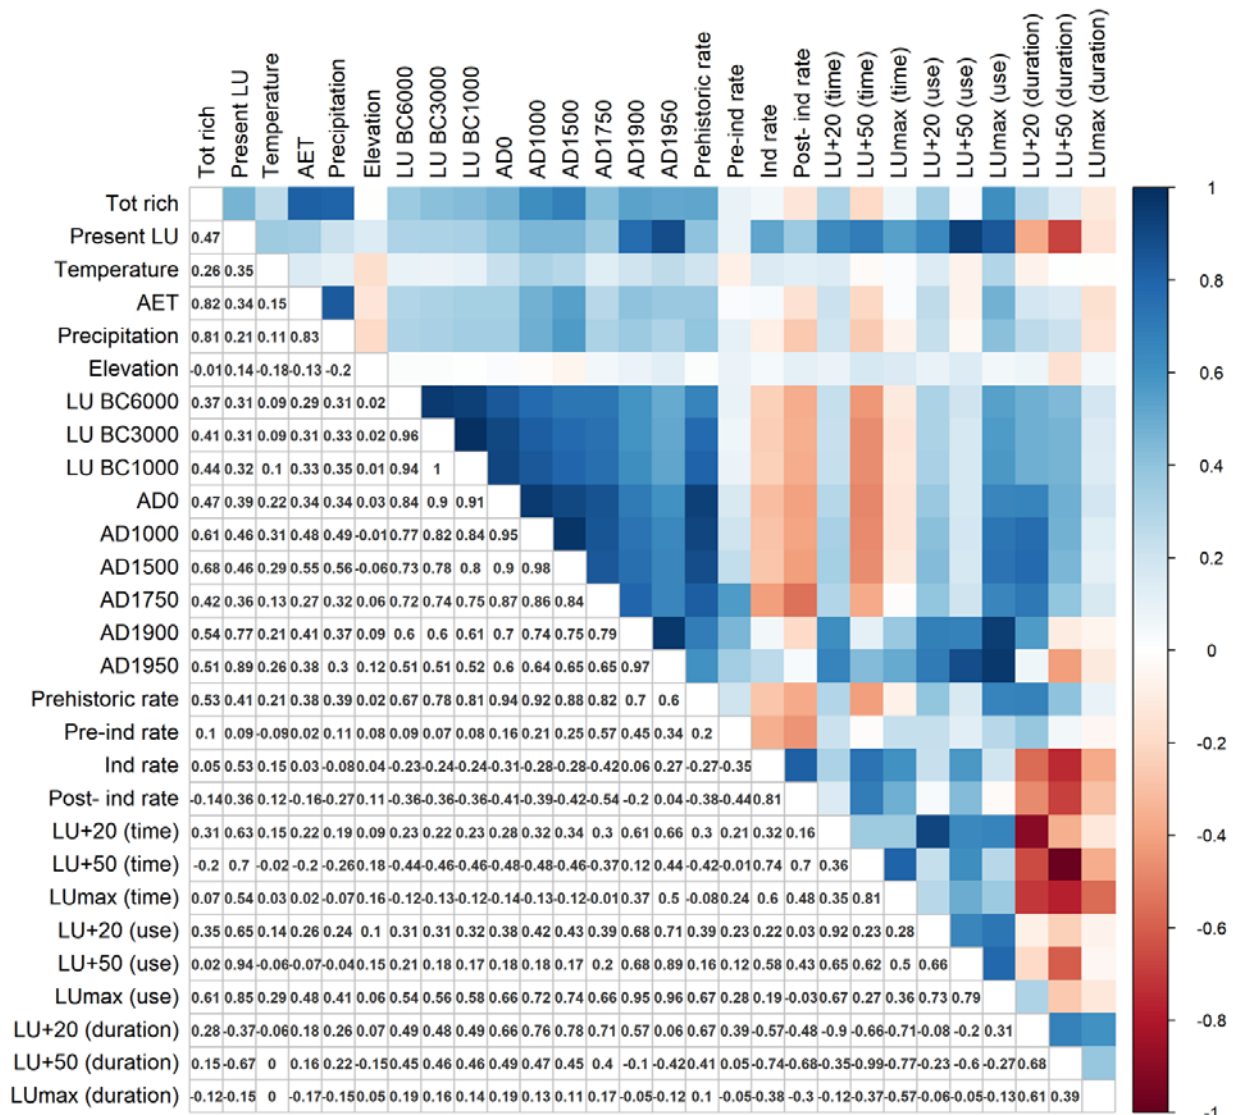 Tot rich
Present LU
Temperature
AET
Precipitation
Elevation
LU BC6000
LU BC3000
LU BC1000
AD0
AD1000
AD1500
AD1750
AD1900
AD1950
Prehistoric rate
Pre-ind rate
Ind rate
Post- ind rate
LU+20 (time)
LU+50 (time)
LUmax (time)
LU+20 (use)
LU+50 (use)
LUmax (use)
LU+20 (duration)
LU+50 (duration)
LUmax (duration)
Tot rich
Present LU 0.47
Temperature 0.26 0.35
AET 0.82 0.34 0.15
Precipitation 0.81 0.21 0.11 0.83
Elevation -0.01 0.14 -0.18 -0.13 -0.2
LU BC6000 0.37 0.31 0.09 0.29 0.31 0.02
LU BC3000 0.41 0.31 0.09 0.31 0.33 0.02 0.96
LU BC1000 0.44 0.32 0.1 0.33 0.35 0.01 0.94 1
AD0 0.47 0.39 0.22 0.34 0.34 0.03 0.84 0.9 0.91
AD1000 0.61 0.46 0.31 0.48 0.49 -0.01 0.77 0.82 0.84 0.95
AD1500 0.68 0.46 0.29 0.55 0.56 -0.06 0.73 0.78 0.8 0.9 0.98
AD1750 0.42 0.36 0.13 0.27 0.32 0.06 0.72 0.74 0.75 0.87 0.86 0.84
AD1900 0.54 0.77 0.21 0.41 0.37 0.09 0.6 0.6 0.61 0.7 0.74 0.75 0.79
AD1950 0.51 0.89 0.26 0.38 0.3 0.12 0.51 0.51 0.52 0.6 0.64 0.65 0.65 0.97
Prehistoric rate 0.53 0.41 0.21 0.38 0.39 0.02 0.67 0.78 0.81 0.94 0.92 0.88 0.82 0.7 0.6
Pre-ind rate 0.1 0.09 -0.09 0.02 0.11 0.08 0.09 0.07 0.08 0.16 0.21 0.25 0.57 0.45 0.34 0.2
Ind rate 0.05 0.53 0.15 0.03 -0.08 0.04 -0.23 -0.24 -0.24 -0.31 -0.28 -0.28 -0.42 0.06 0.27 -0.27 -0.35
Post- ind rate -0.14 0.36 0.12 -0.16 -0.27 0.11 -0.36 -0.36 -0.36 -0.41 -0.39 -0.42 -0.54 -0.2 0.04 -0.38 -0.44 0.81
LU+20 (time) 0.31 0.63 0.15 0.22 0.19 0.09 0.23 0.22 0.23 0.28 0.32 0.34 0.3 0.61 0.66 0.3 0.21 0.32 0.16
LU+50 (time) -0.2 0.7 -0.02 -0.2 -0.26 0.18 -0.44 -0.46 -0.46 -0.48 -0.48 -0.46 -0.37 0.12 0.44 -0.42 -0.01 0.74 0.7 0.36
LUmax (time) 0.07 0.54 0.03 0.02 -0.07 0.16 -0.12 -0.13 -0.12 -0.14 -0.13 -0.12 -0.01 0.37 0.5 -0.08 0.24 0.6 0.48 0.35 0.81
LU+20 (use) 0.35 0.65 0.14 0.26 0.24 0.1 0.31 0.31 0.32 0.38 0.42 0.43 0.39 0.68 0.71 0.39 0.23 0.22 0.03 0.92 0.23 0.28
LU+50 (use) 0.02 0.94 -0.06 -0.07 -0.04 0.15 0.21 0.18 0.17 0.18 0.18 0.17 0.2 0.68 0.89 0.16 0.12 0.58 0.43 0.65 0.62 0.5 0.66
LUmax (use) 0.61 0.85 0.29 0.48 0.41 0.06 0.54 0.56 0.58 0.66 0.72 0.74 0.66 0.95 0.96 0.67 0.28 0.19 -0.03 0.67 0.27 0.36 0.73 0.79
LU+20 (duration) 0.28 -0.37 -0.06 0.18 0.26 0.07 0.49 0.48 0.49 0.66 0.76 0.78 0.71 0.57 0.06 0.67 0.39 -0.57 -0.48 -0.9 -0.66 -0.71 -0.08 -0.2 0.31
LU+50 (duration) 0.15 -0.67 0 0.16 0.22 -0.15 0.45 0.46 0.46 0.49 0.47 0.45 0.4 -0.1 -0.42 0.41 0.05 -0.74 -0.68 -0.35 -0.99 -0.77 -0.23 -0.6 -0.27 0.68
LUmax (duration) -0.12 -0.15 0 -0.17 -0.15 0.05 0.19 0.16 0.14 0.19 0.13 0.11 0.17 -0.05 -0.12 0.1 -0.05 -0.38 -0.3 -0.12 -0.37 -0.57 -0.06 -0.05 -0.13 0.61 0.39
1
0.8
0.6
0.4
0.2
0
-0.2
-0.4
-0.6
-0.8
-1